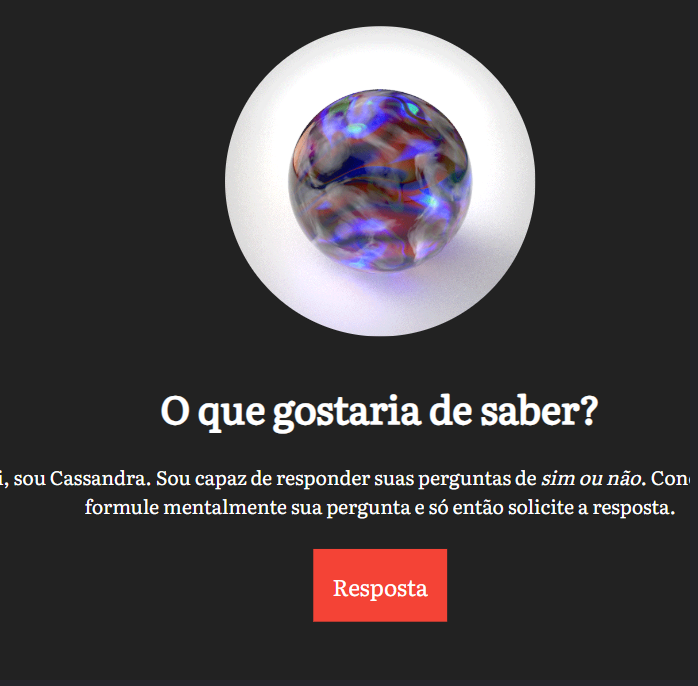 O que gostaria de saber?
, sou Cassandra. Sou capaz de responder suas perguntas de sim ou não.
formule mentalmente sua pergunta e só então solicite a resposta.
Resposta